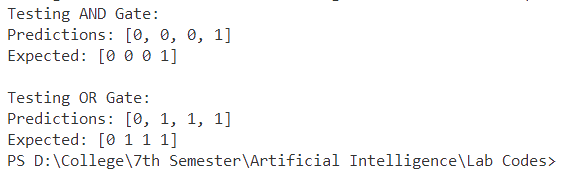 Testing AND Gate:
Predictions: [0, 0, 0, 1]
Expected: [0 0 0 1]
Testing OR Gate:
Predictions: [0, 1, 1, 1]
Expected: [0 1 1 1]
PS D:\College\7th Semester\Artificial Intelligence\Lab Codes>